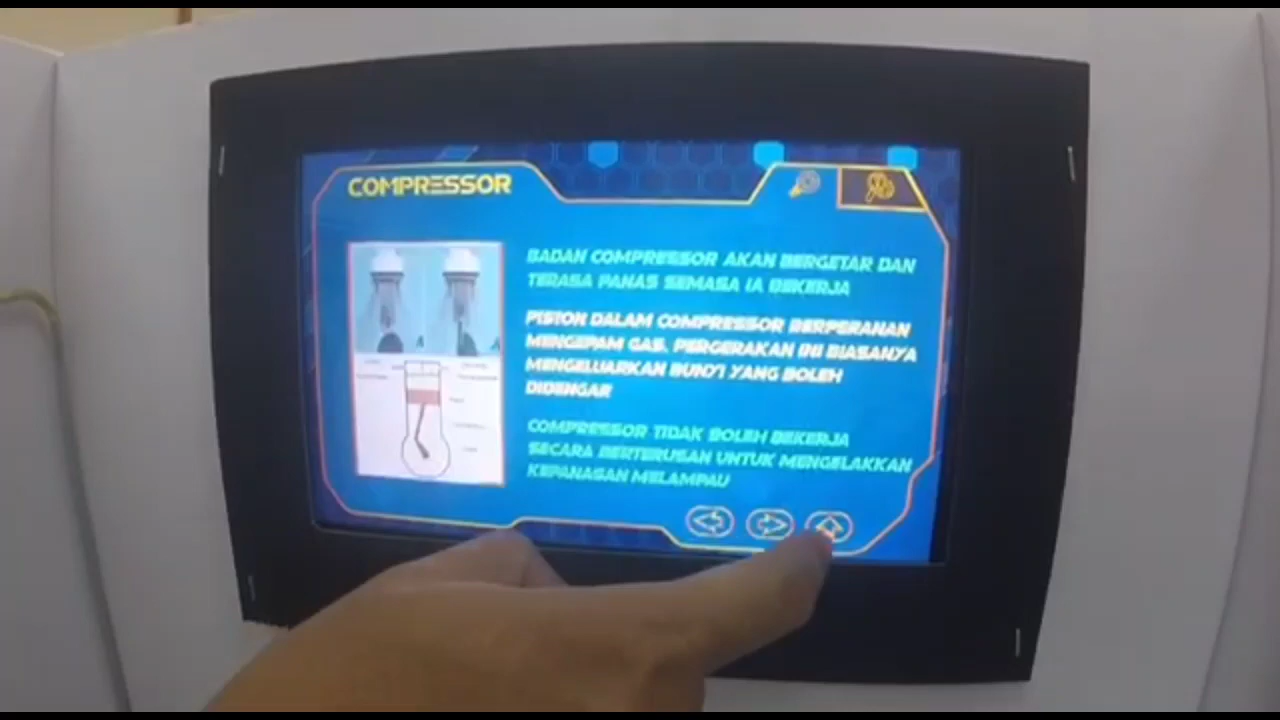 COMPRESSOR
BADAN COMPRESSOR AKAN BERGETAR DAN
TERASA PANAS SEMASA IA BEKERJA
PISTON DALAM COMPRESSOR BERPERANAN
MENGEPAM GAS. PERGERAKAN INI BIASANYA
MENGELUARKAN BUNYI YANG BOLEH
DIDENGAR
COMPRESSOR TIDAK BOLEH BEKERJA
SECARA BERTERUSAN UNTUK MENGELAKKAN
KEPANASAN MELAMPAU